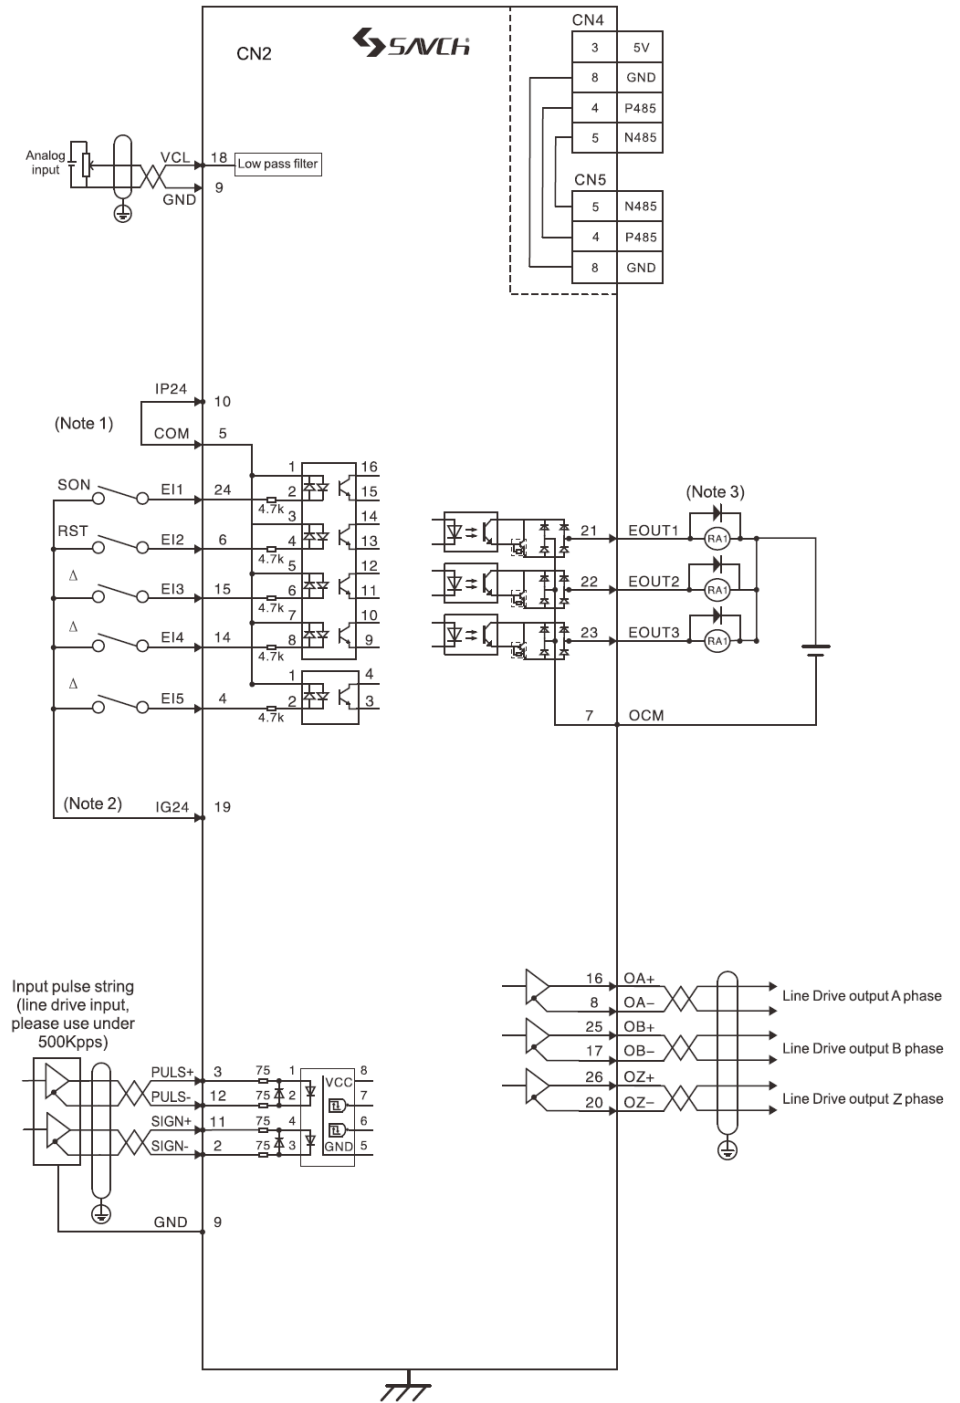 CN2
SAVCH
CN4
3 5V
8 GND
4 P485
5 N485
CN5
5 N485
4 P485
8 GND
Analog
input
VCL 18 Low pass filter
9
GND
IP24 10
(Note 1)
COM 5
SON EI1 24 4.7k 1 2 16 15
RST EI2 6 4.7k 3 4 14 13
Δ EI3 15 4.7k 5 6 12 11
Δ EI4 14 4.7k 7 8 10 9
Δ EI5 4 4.7k 1 2 4 3
(Note 2) IG24 19
(Note 3)
21 EOUT1 RA1
22 EOUT2 RA1
23 EOUT3 RA1
7 OCM
Input pulse string
(line drive input,
please use under
500Kpps)
PULS+ 3 75 1 VCC 8
PULS- 12 75 2 7
SIGN+ 11 75 4 6
SIGN- 2 75 3 GND 5
GND 9
16 OA+
8 OA−
Line Drive output A phase
25 OB+
17 OB−
Line Drive output B phase
26 OZ+
20 OZ−
Line Drive output Z phase